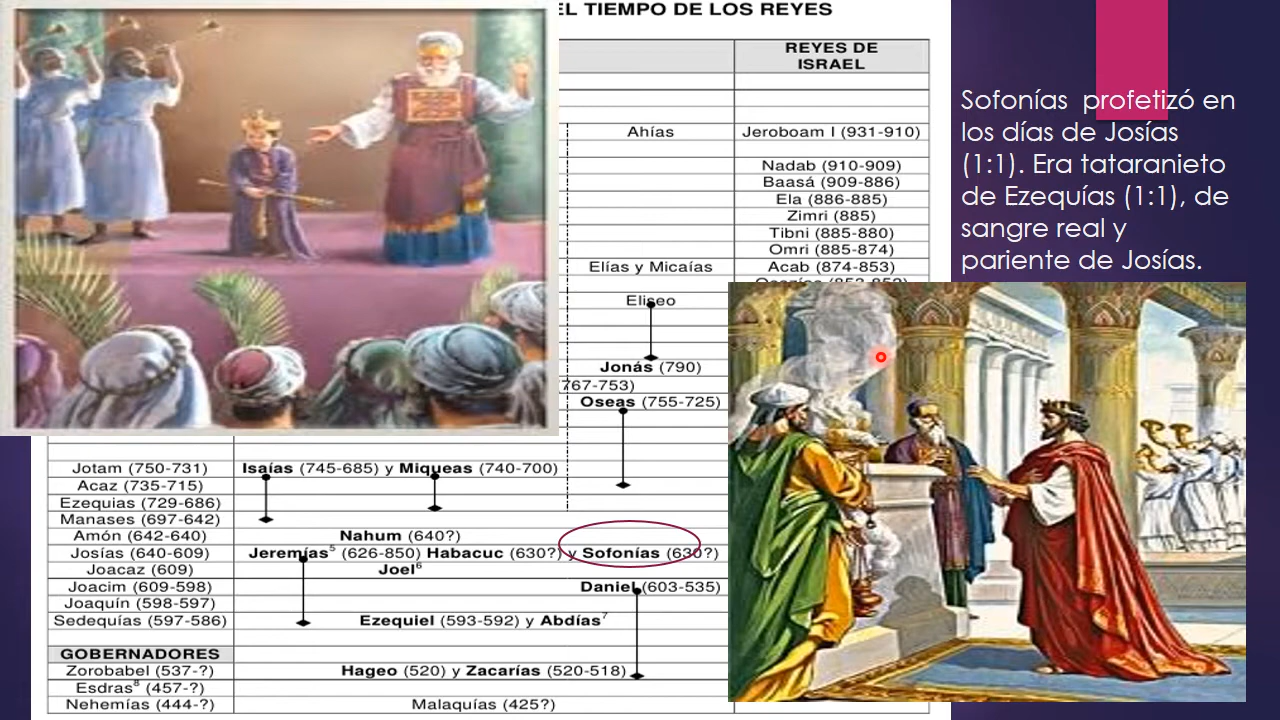 EL TIEMPO DE LOS REYES
REYES DE
ISRAEL
Ahías Jeroboam I (931-910)
Nadab (910-909)
Baasá (909-886)
Ela (886-885)
Zimri (885)
Tibni (885-880)
Omri (885-874)
Elías y Micaías Acab (874-853)
Eliseo
Jonás (790)
767-753)
Oseas (755-725)
Jotam (750-731) Isaías (745-685) y Miqueas (740-700)
Acaz (735-715)
Ezequias (729-686)
Manases (697-642)
Amón (642-640) Nahum (640?)
Josías (640-609) Jeremías5 (626-850) Habacuc (630?) y Sofonías (630?)
Joacaz (609) Joel6
Joacim (609-598) Daniel (603-535)
Joaquín (598-597)
Sedequías (597-586) Ezequiel (593-592) y Abdías7
GOBERNADORES
Zorobabel (537-?) Hageo (520) y Zacarías (520-518)
Esdras8 (457-?)
Nehemías (444-?) Malaquías (425?)
Sofonías profetizó en
los días de Josías
(1:1). Era tataranieto
de Ezequías (1:1), de
sangre real y
pariente de Josías.